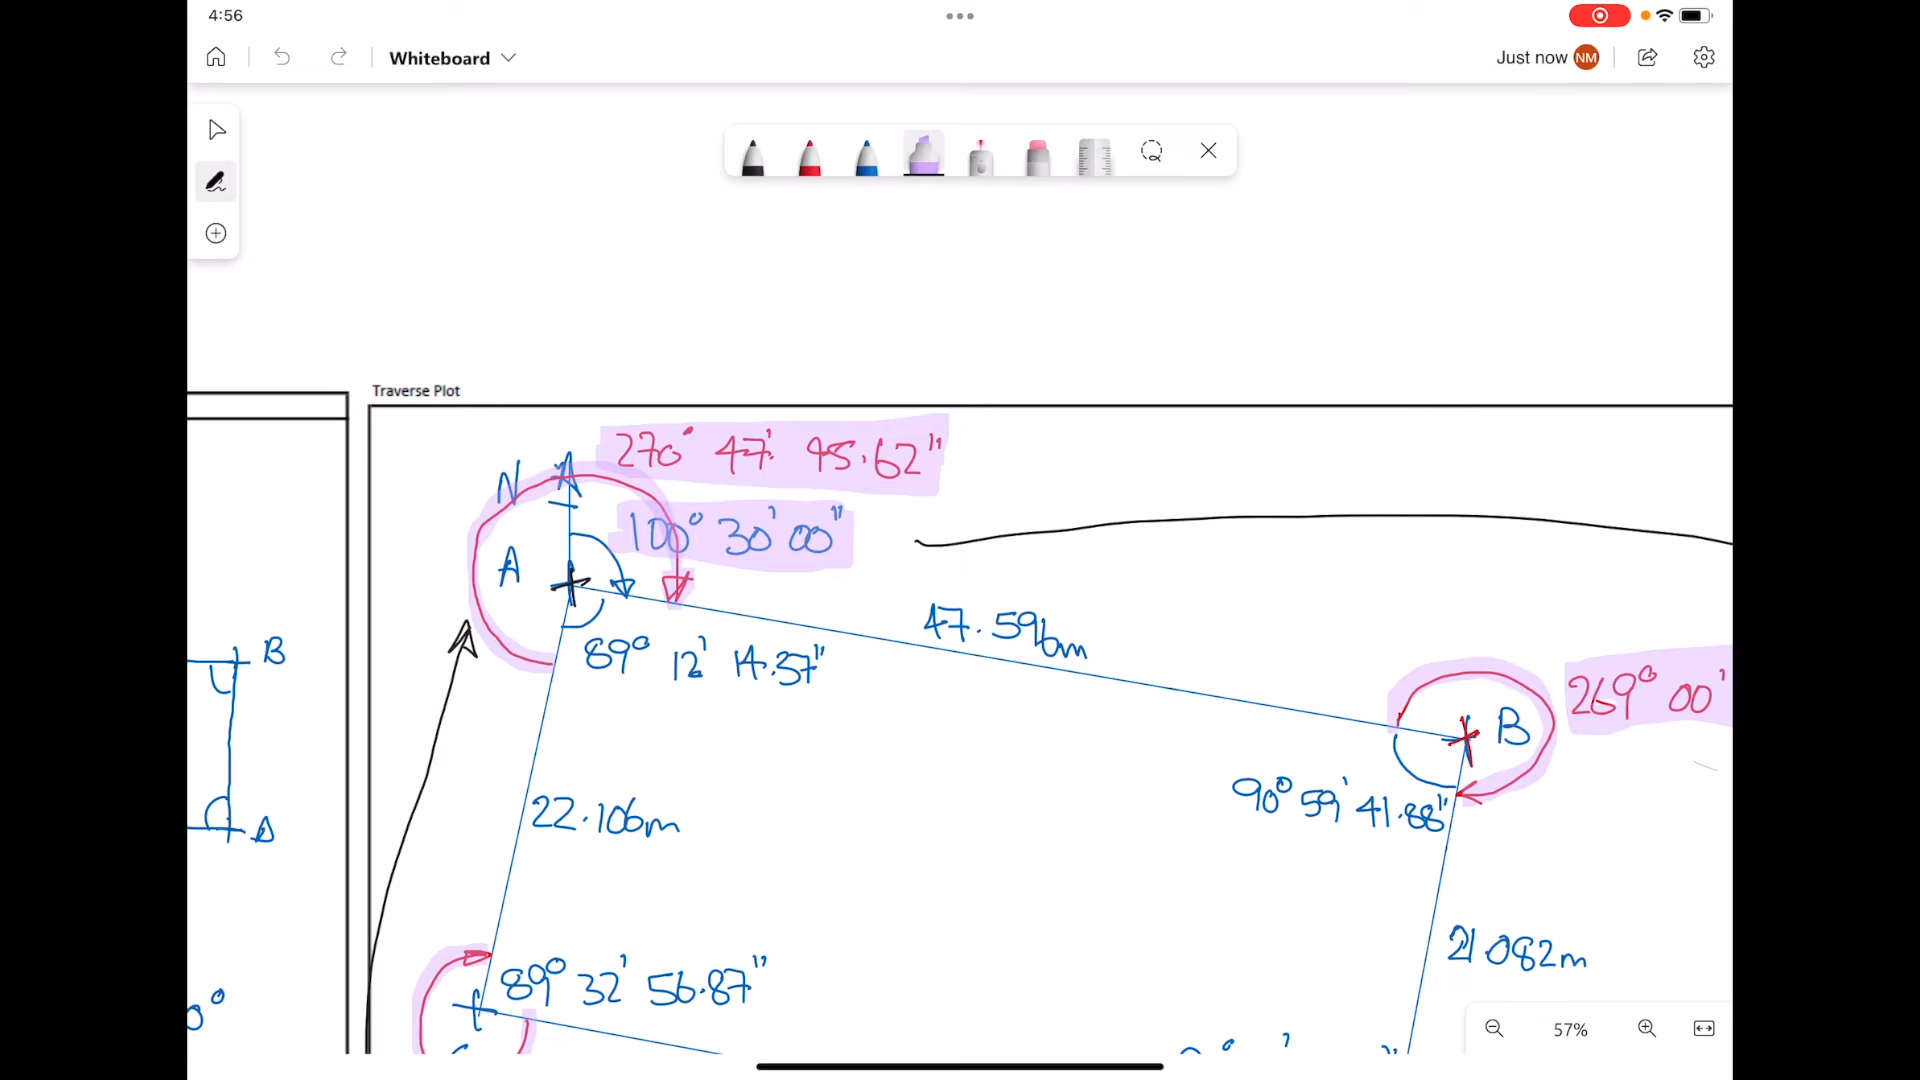 4:56
Whiteboard
Just now NM
Traverse Plot
270° 47' 45.62"
N
100° 30' 00"
A
47.596m
89° 12' 14.37"
B
269° 00'
B
90° 59' 41.88"
22.106m
D
21.082m
89° 32' 56.87"
0°
57%